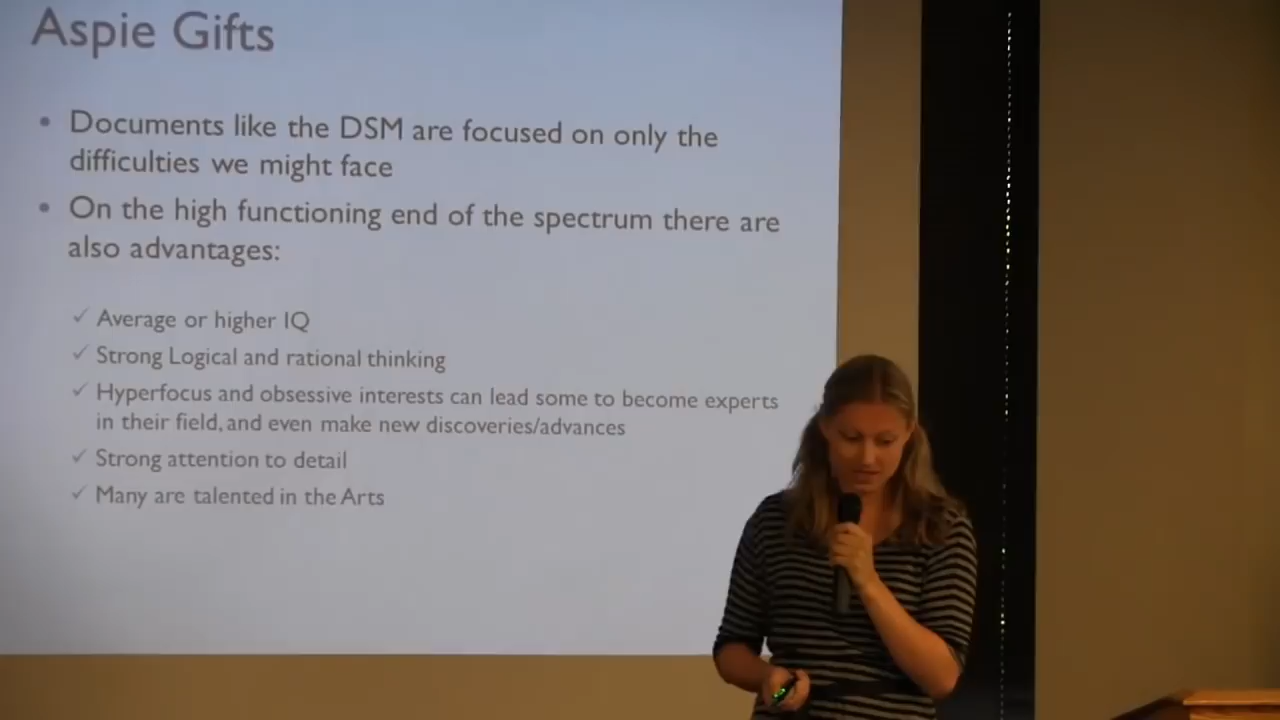 Aspie Gifts
• Documents like the DSM are focused on only the
difficulties we might face
• On the high functioning end of the spectrum there are
also advantages:
✓ Average or higher IQ
✓ Strong Logical and rational thinking
✓ Hyperfocus and obsessive interests can lead some to become experts
in their field, and even make new discoveries/advances
✓ Strong attention to detail
✓ Many are talented in the Arts